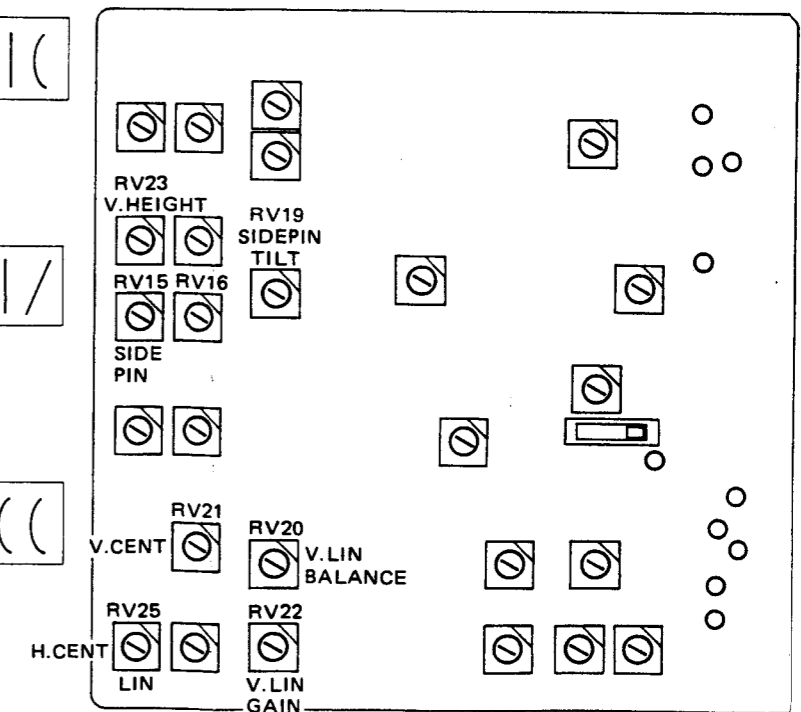 RV23
V.HEIGHT
RV19
SIDEPIN
TILT
RV15 RV16
SIDE
PIN
RV21
V.CENT
RV20
V.LIN
BALANCE
RV25
H.CENT
LIN
RV22
V.LIN
GAIN